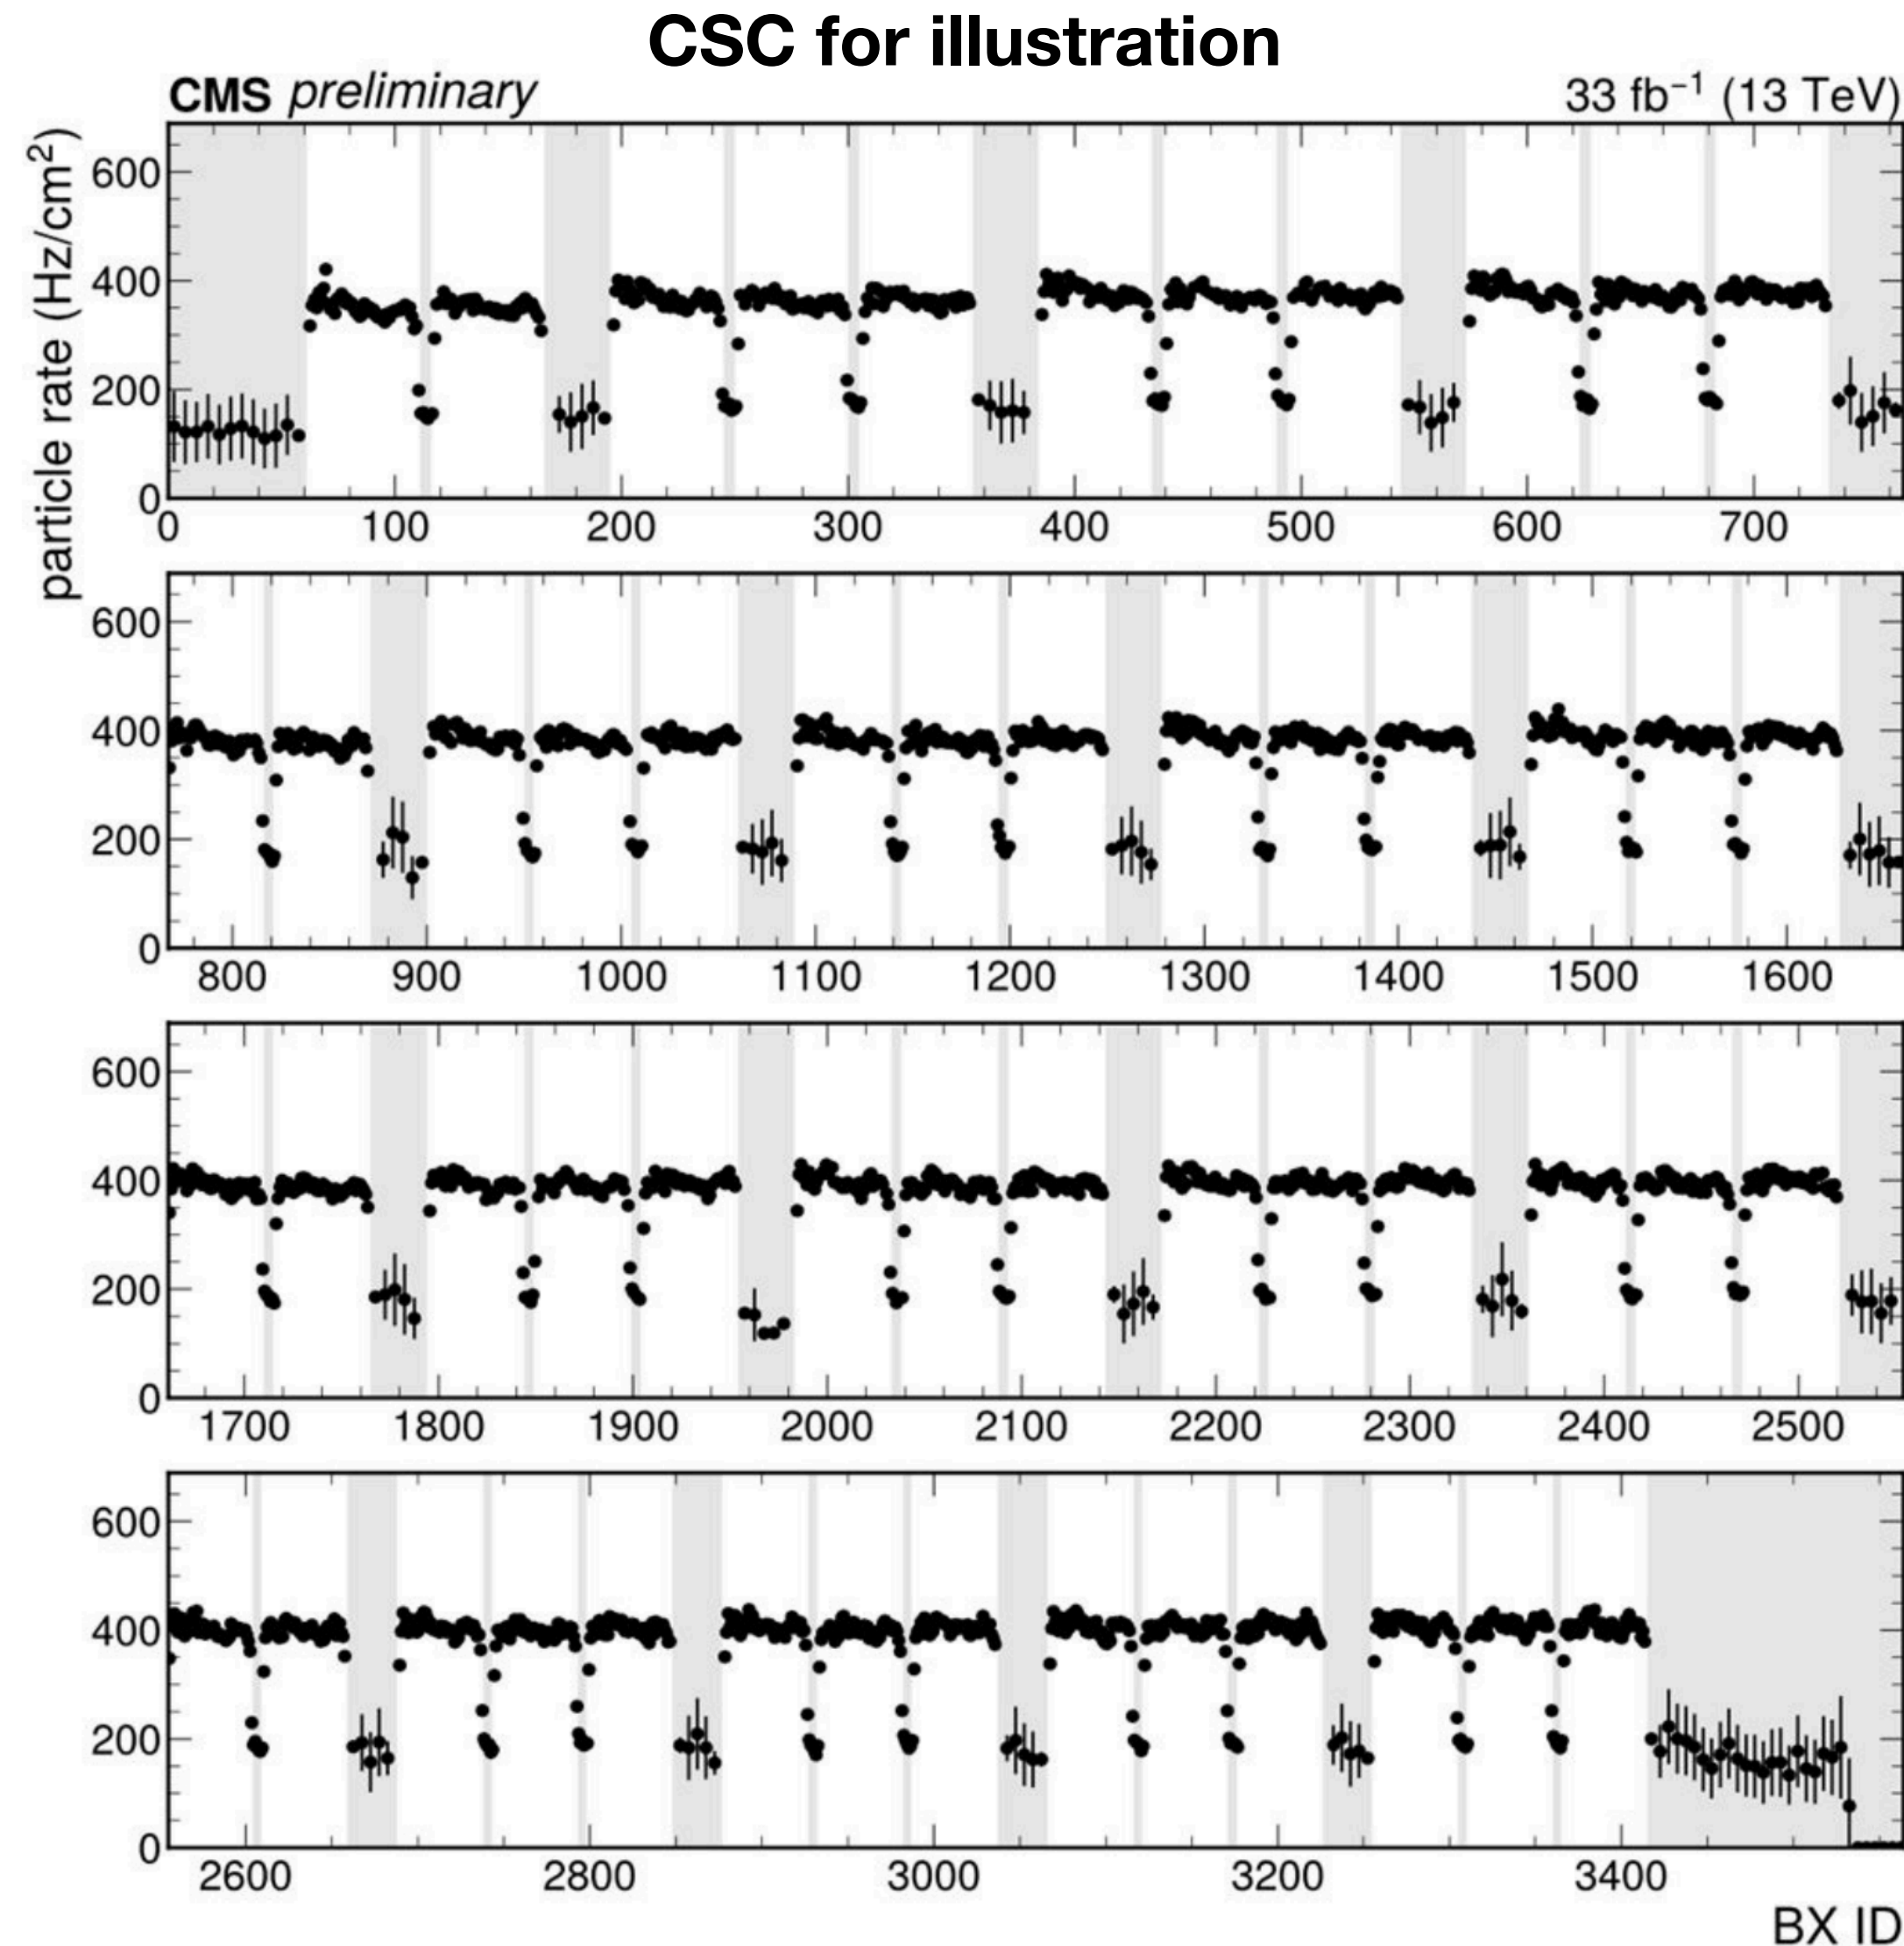 CSC for illustration
CMS preliminary 33 fb⁻¹ (13 TeV)
particle rate (Hz/cm²)
600
400
200
0
0 100 200 300 400 500 600 700
600
400
200
0
800 900 1000 1100 1200 1300 1400 1500 1600
600
400
200
0
1700 1800 1900 2000 2100 2200 2300 2400 2500
600
400
200
0
2600 2800 3000 3200 3400
BX ID